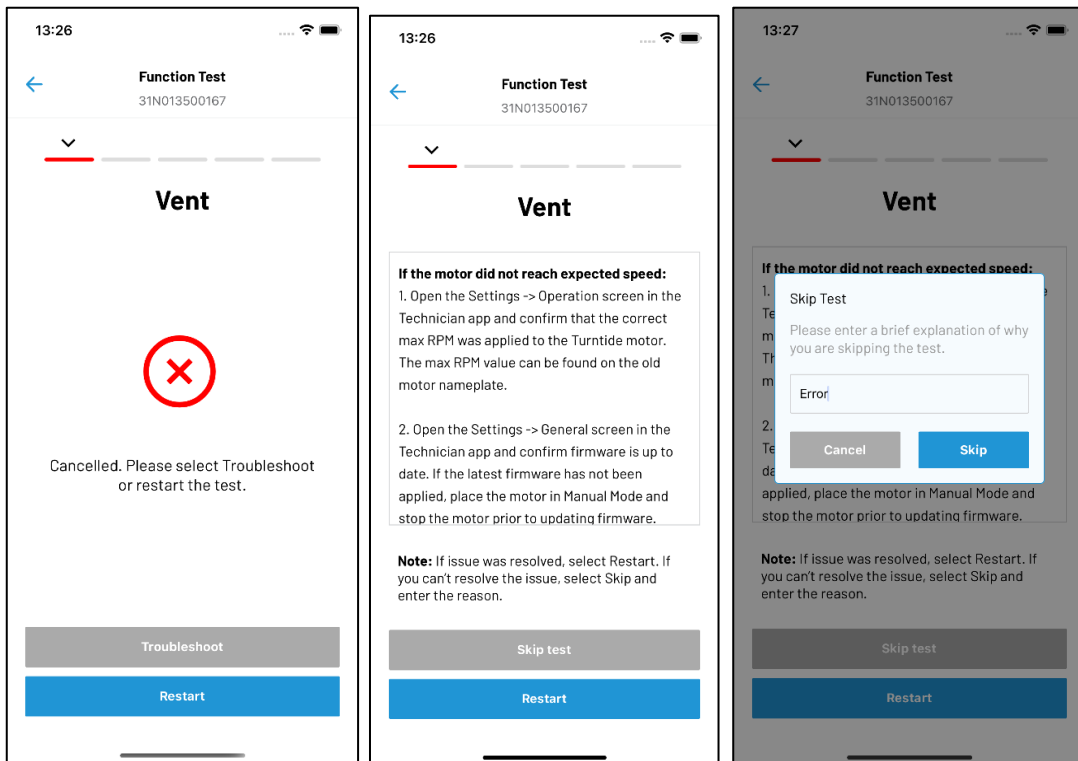 13:26
Function Test
31N013500167
Vent
Cancelled. Please select Troubleshoot
or restart the test.
Troubleshoot
Restart
13:26
Function Test
31N013500167
Vent
If the motor did not reach expected speed:
1. Open the Settings -> Operation screen in the
Technician app and confirm that the correct
max RPM was applied to the Turntide motor.
The max RPM value can be found on the old
motor nameplate.
2. Open the Settings -> General screen in the
Technician app and confirm firmware is up to
date. If the latest firmware has not been
applied, place the motor in Manual Mode and
stop the motor prior to updating firmware.
Note: If issue was resolved, select Restart. If
you can't resolve the issue, select Skip and
enter the reason.
Skip test
Restart
13:27
Function Test
31N013500167
Vent
If the motor did not reach expected speed:
1.
Skip Test
Please enter a brief explanation of why
you are skipping the test.
Error
2.
Cancel
Skip
applied, place the motor in Manual Mode and
stop the motor prior to updating firmware.
Note: If issue was resolved, select Restart. If
you can't resolve the issue, select Skip and
enter the reason.
Skip test
Restart